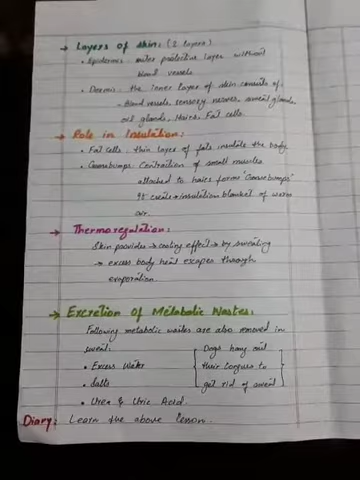 → Layers of skin: (2 layers)
• Epidermis: outer protective layer without
blood vessels
• Dermis: the inner layer of skin consists of -
- Blood vessels, sensory nerves, sweat glands,
oil glands, Hairs, Fat cells.
→ Role in Insulation:
• Fat Cells: thin layer of fats insulate the body.
• Goosebumps: Contraction of small muscles
attached to hairs forms 'Goosebumps'
It create → insulation blanket of warm
air.
→ Thermoregulation:
Skin provides → cooling effect → by sweating
→ excess body heat escapes through
evaporation.
→ Excretion of Metabolic Wastes:
Following metabolic wastes are also removed in
sweat:
• Excess Water
• Salts
• Urea & Uric Acid.
[Dogs hang out
their tongues to
get rid of sweat]
Diary: Learn the above lesson.